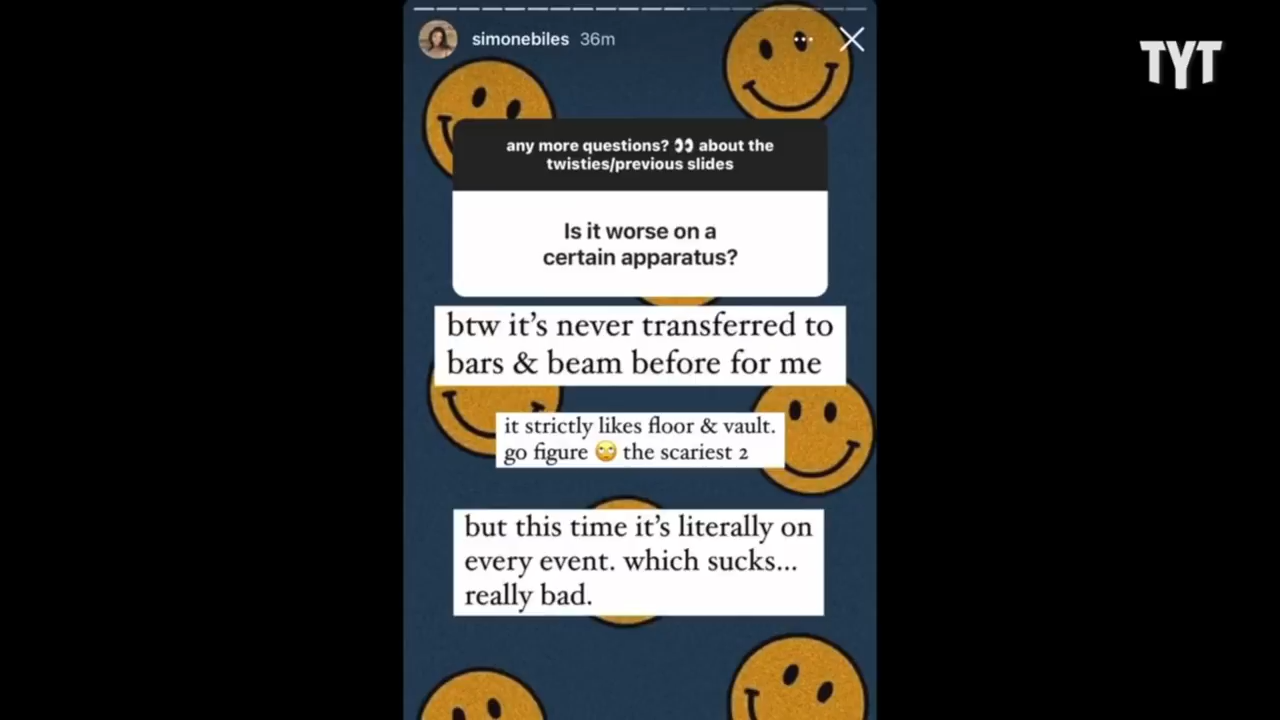 simonebiles 36m
TYT
any more questions? 👀 about the
twisties/previous slides
Is it worse on a
certain apparatus?
btw it's never transferred to
bars & beam before for me
it strictly likes floor & vault.
go figure 🙄 the scariest 2
but this time it's literally on
every event. which sucks...
really bad.